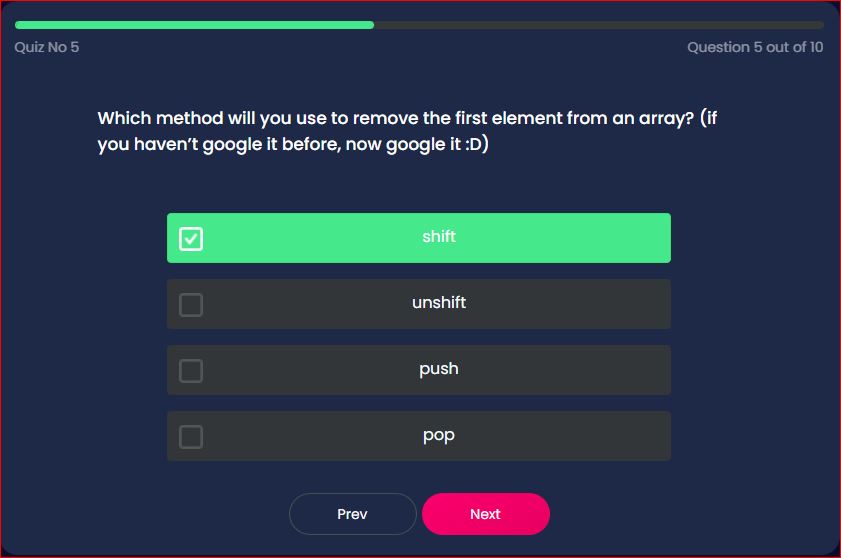 Quiz No 5
Question 5 out of 10
Which method will you use to remove the first element from an array? (if
you haven’t google it before, now google it :D)
shift
unshift
push
pop
Prev
Next